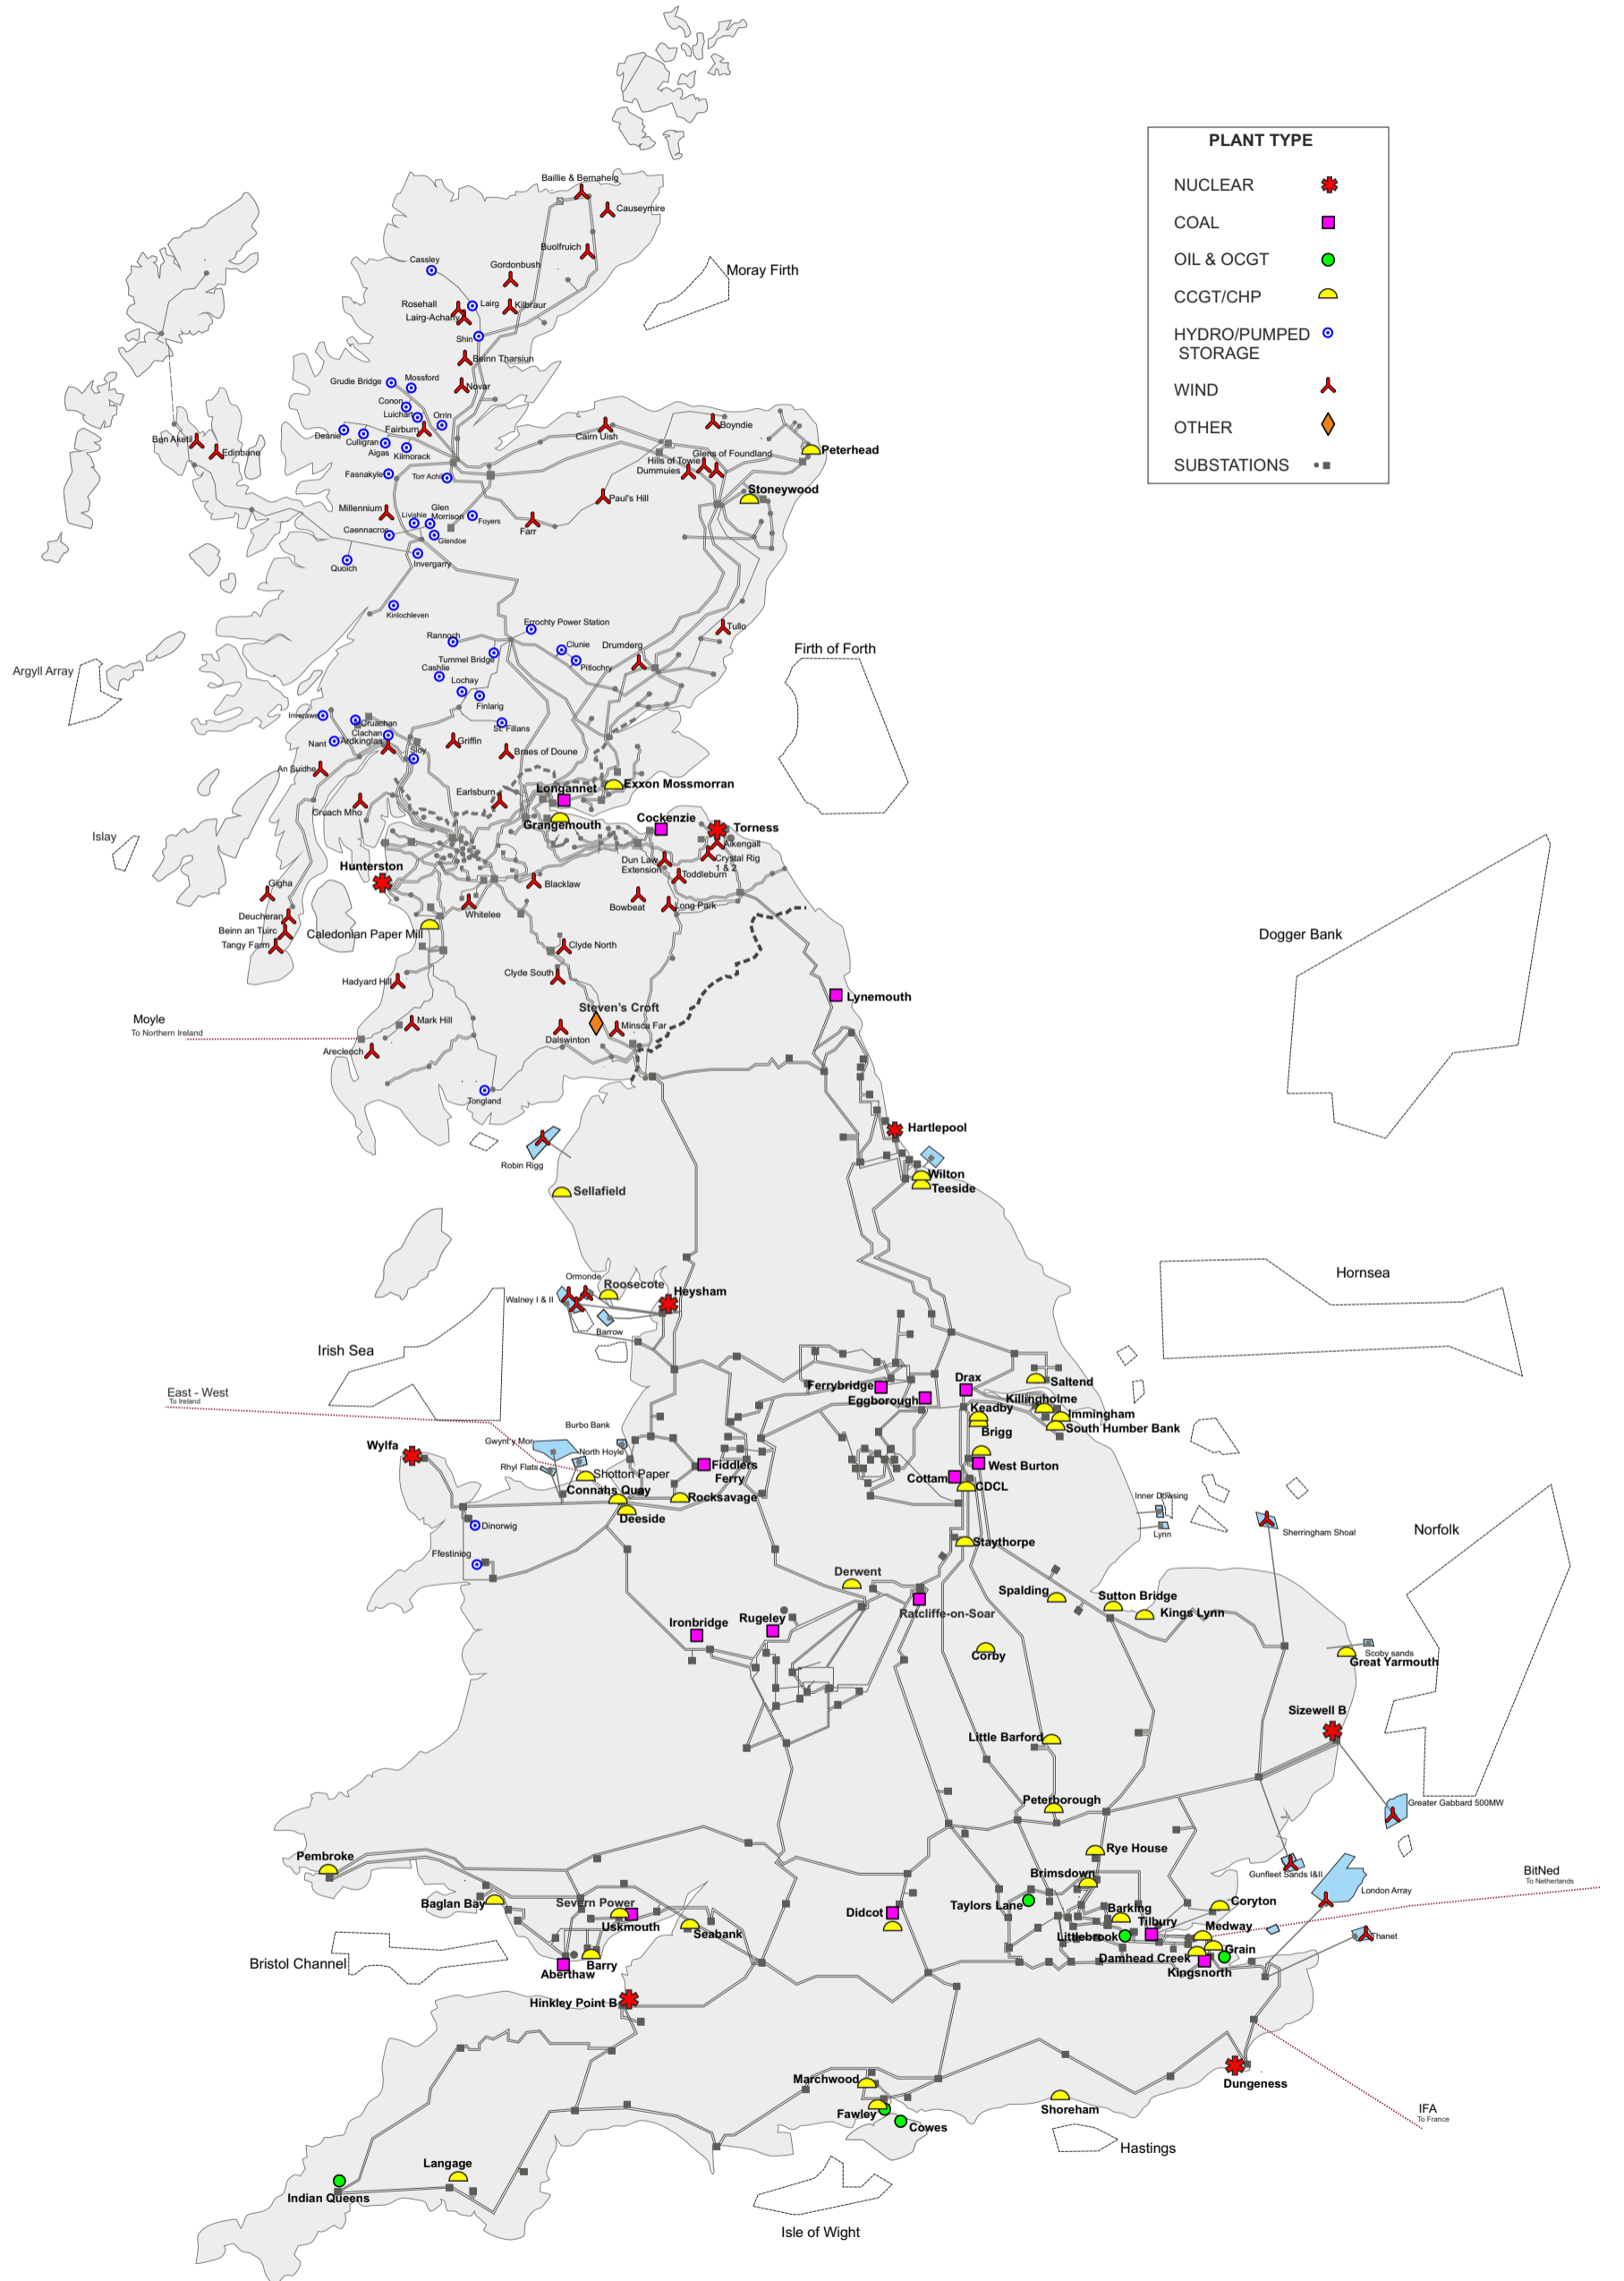 PLANT TYPE
NUCLEAR
COAL
OIL & OCGT
CCGT/CHP
HYDRO/PUMPED
STORAGE
WIND
OTHER
SUBSTATIONS
Baillie & Bernaheig
Causeymire
Buolfruich
Cassley
Gordonbush
Moray Firth
Rosehall
Lairg
Kilbraur
Lairg-Achany
Shin
Beinn Tharsiun
Grudie Bridge
Mossford
Novar
Conon
Luichart
Orrin
Deanie
Fairburn
Culligran
Aigas
Kilmorack
Cairn Uish
Boyndie
Ben Aketil
Edinbane
Peterhead
Glens of Foundland
Hills of Towie
Dummuies
Fasnakyle
Torr Achilt
Stoneywood
Paul's Hill
Millennium
Livishie
Glen
Morrison
Foyers
Farr
Caennacroc
Glendoe
Quoich
Invergarry
Kinlochleven
Errochty Power Station
Rannoch
Clunie
Tullo
Drumderg
Tummel Bridge
Pitlochry
Cashlie
Firth of Forth
Argyll Array
Lochay
Finlarig
Inverawe
Cruachan
St. Fillans
Clachan
Nant
Ardkinglas
Sloy
Griffin
Braes of Doune
An Suidhe
Exxon Mossmorran
Longannet
Earlsburn
Cruach Mho
Grangemouth
Cockenzie
Torness
Islay
Aikengall
Crystal Rig
1 & 2
Dun Law
Extension
Hunterston
Toddleburn
Blacklaw
Gigha
Bowbeat
Long Park
Whitelee
Deucheran
Beinn an Tuirc
Tangy Farm
Caledonian Paper Mill
Clyde North
Dogger Bank
Clyde South
Hadyard Hill
Lynemouth
Steven's Croft
Moyle
To Northern Ireland
Mark Hill
Minsca Far
Dalswinton
Arecleoch
Tongland
Hartlepool
Robin Rigg
Wilton
Teeside
Sellafield
Hornsea
Ormonde
Roosecote
Heysham
Walney I & II
Barrow
Irish Sea
East - West
To Ireland
Ferrybridge
Drax
Saltend
Eggborough
Killingholme
Keadby
Immingham
South Humber Bank
Brigg
Burbo Bank
Wylfa
Gwynt y Mor
North Hoyle
Rhyl Flats
Shotton Paper
Fiddlers
Ferry
West Burton
Cottam
CDCL
Connahs Quay
Rocksavage
Deeside
Inner Dowsing
Lynn
Sherringham Shoal
Norfolk
Dinorwig
Ffestiniog
Staythorpe
Derwent
Spalding
Sutton Bridge
Kings Lynn
Ratcliffe-on-Soar
Ironbridge
Rugeley
Corby
Scoby sands
Great Yarmouth
Sizewell B
Little Barford
Peterborough
Greater Gabbard 500MW
Pembroke
Rye House
Brimsdown
Gunfleet Sands I&II
London Array
BitNed
To Netherlands
Baglan Bay
Severn Power
Uskmouth
Seabank
Didcot
Taylors Lane
Barking
Tilbury
Coryton
Medway
Littlebrook
Thanet
Grain
Damhead Creek
Kingsnorth
Bristol Channel
Barry
Aberthaw
Hinkley Point B
Marchwood
Dungeness
Fawley
Cowes
Shoreham
IFA
To France
Hastings
Langage
Indian Queens
Isle of Wight